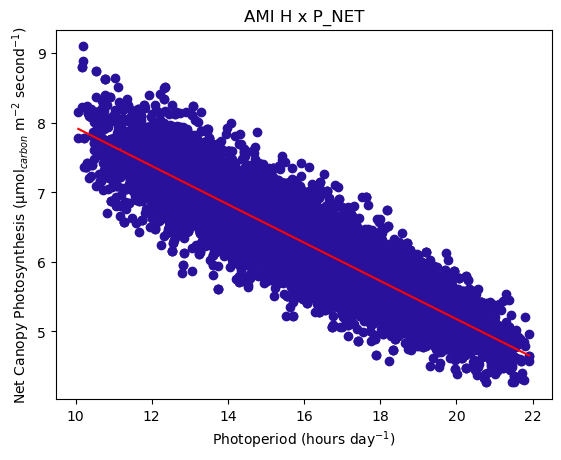 AMI H x P_NET
Net Canopy Photosynthesis (µmol_{carbon} m^{−2} second^{−1})
9
8
7
6
5
10 12 14 16 18 20 22
Photoperiod (hours day^{−1})